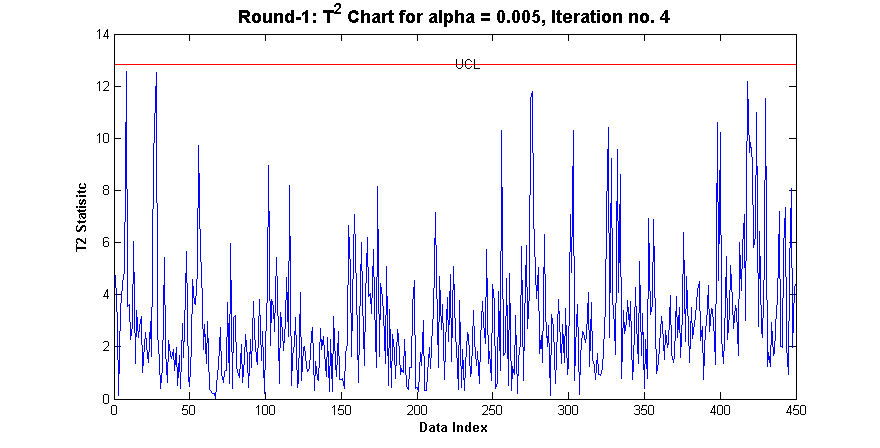 Round-1: T2 Chart for alpha = 0.005, Iteration no. 4
14
UCL
12
10
8
6
4
2
0
T2 Statisitc
0 50 100 150 200 250 300 350 400 450
Data Index